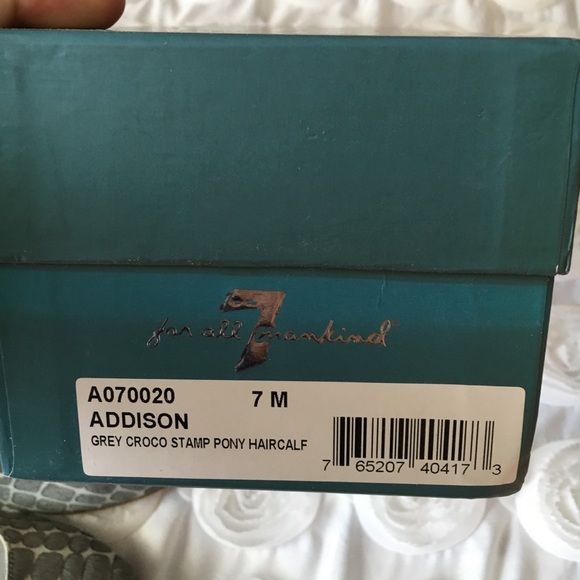 7
for all mankind
A070020 7 M
ADDISON
GREY CROCO STAMP PONY HAIRCALF
7 65207 40417 3